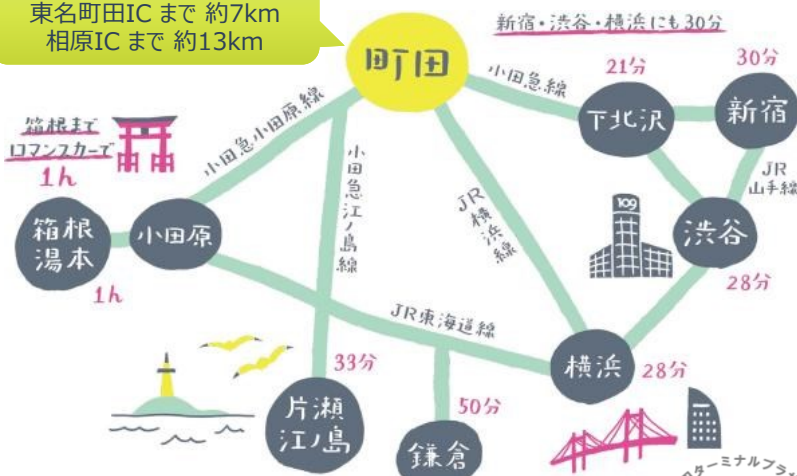 東名町田IC まで 約7km
相原IC まで 約13km
新宿・渋谷・横浜にも30分
町田
小田急線
21分
下北沢
30分
新宿
JR
山手線
箱根まで
ロマンスカーで
1h
小田急小田原線
小田急江ノ島線
JR横浜線
109
渋谷
28分
箱根
湯本
1h
小田原
JR東海道線
横浜
28分
33分
片瀬
江ノ島
50分
鎌倉
ターミナルプラ